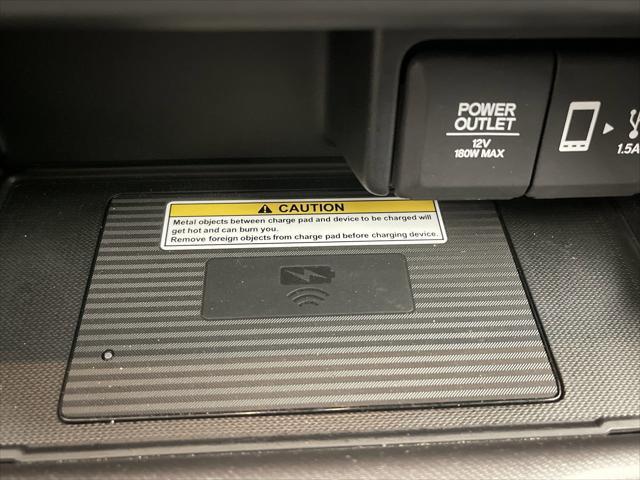 POWER
OUTLET
12V
180W MAX
1.5A
CAUTION
Metal objects between charge pad and device to be charged will
get hot and can burn you.
Remove foreign objects from charge pad before charging device.